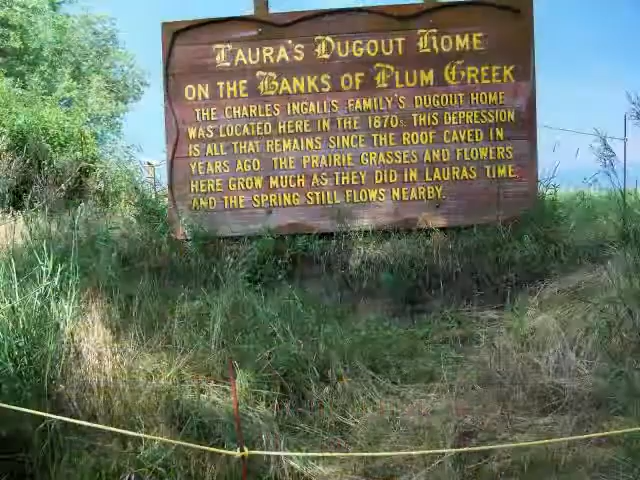 LAURA'S DUGOUT HOME
ON THE BANKS OF PLUM CREEK
THE CHARLES INGALLS FAMILY'S DUGOUT HOME
WAS LOCATED HERE IN THE 1870s. THIS DEPRESSION
IS ALL THAT REMAINS SINCE THE ROOF CAVED IN
YEARS AGO. THE PRAIRIE GRASSES AND FLOWERS
HERE GROW MUCH AS THEY DID IN LAURAS TIME
AND THE SPRING STILL FLOWS NEARBY.